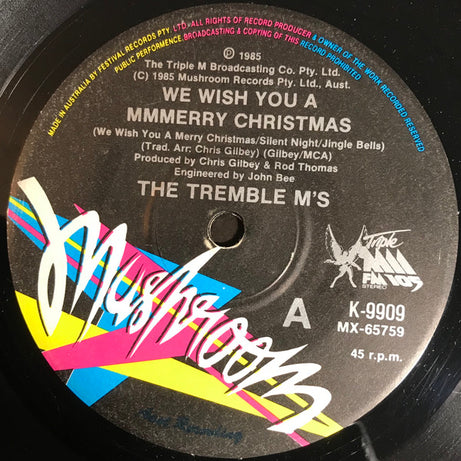 MADE IN AUSTRALIA BY FESTIVAL RECORDS PTY. LTD. ALL RIGHTS OF RECORD PRODUCER & OWNER OF THE WORK RECORDED RESERVED
PUBLIC PERFORMENCE, BROADCASTING & COPYING OF THIS RECORD PROHIBITED
℗ 1985
The Triple M Broadcasting Co. Pty. Ltd.
(C) 1985 Mushroom Records Pty. Ltd., Aust.
WE WISH YOU A
MMMERRY CHRISTMAS
(We Wish You A Merry Christmas/Silent Night/Jingle Bells)
(Trad. Arr: Chris Gilbey) (Gilbey/MCA)
Produced by Chris Gilbey & Rod Thomas
Engineered by John Bee
THE TREMBLE M'S
Triple
MMM
FM 105
STEREO
A
K-9909
MX-65759
45 r.p.m.
Mushroom